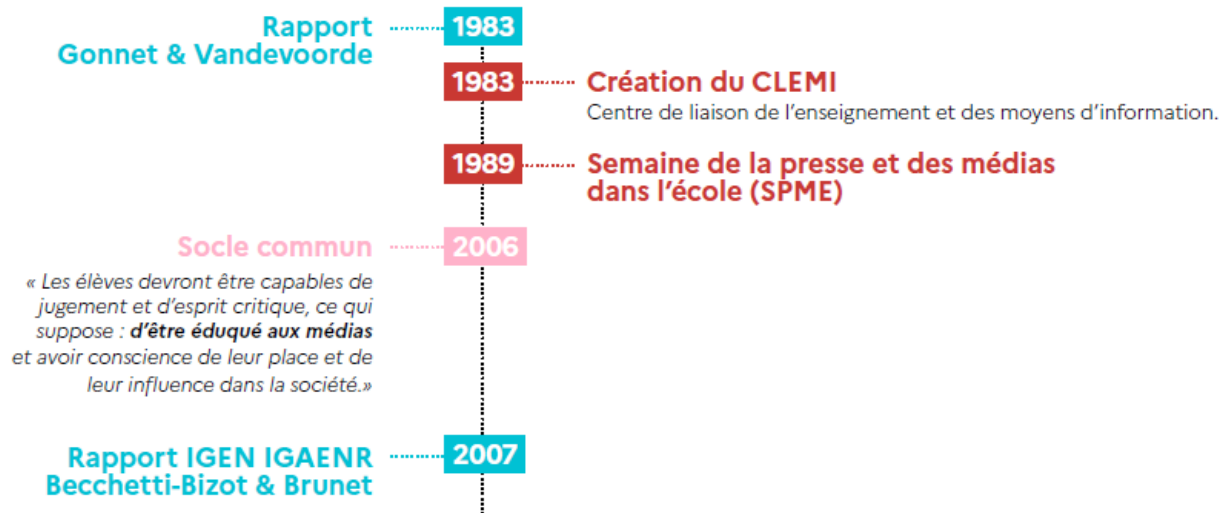 Rapport
Gonnet & Vandevoorde
1983
1983
Création du CLEMI
Centre de liaison de l'enseignement et des moyens d'information.
1989
Semaine de la presse et des médias
dans l'école (SPME)
Socle commun
2006
« Les élèves devront être capables de
jugement et d'esprit critique, ce qui
suppose : d'être éduqué aux médias
et avoir conscience de leur place et de
leur influence dans la société.»
Rapport IGEN IGAENR
Becchetti-Bizot & Brunet
2007